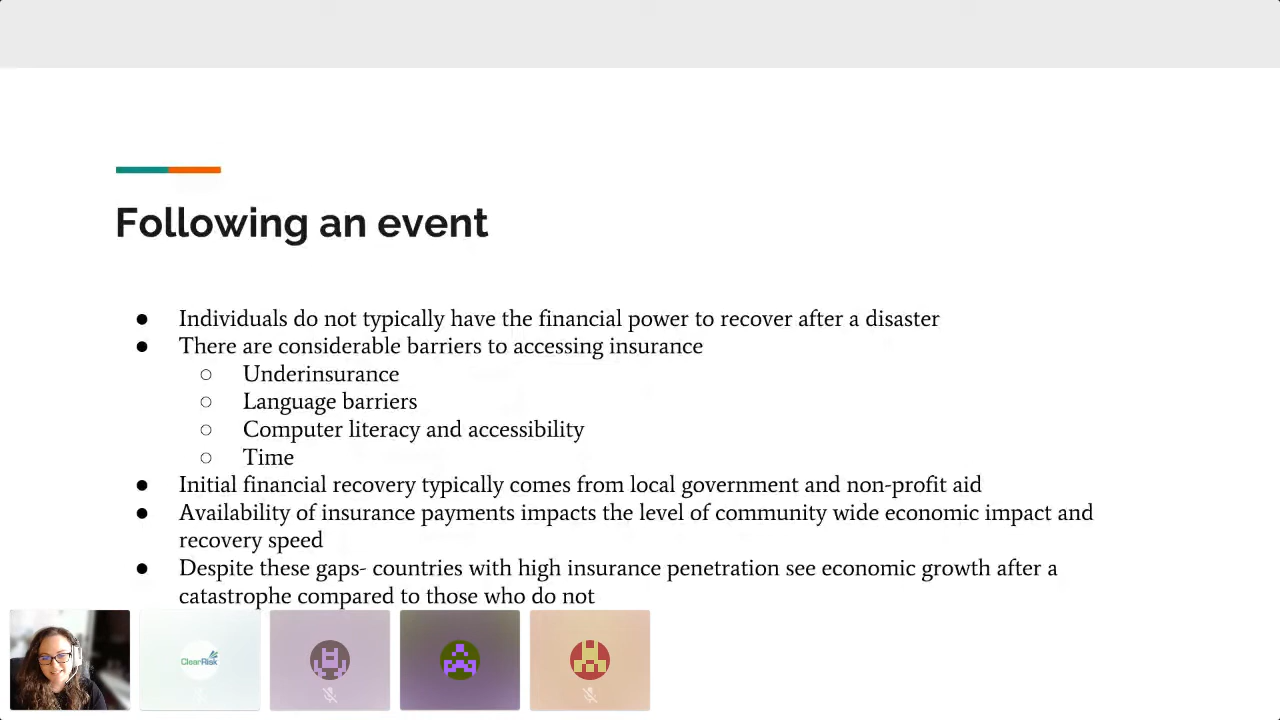 Following an event
● Individuals do not typically have the financial power to recover after a disaster
● There are considerable barriers to accessing insurance
○ Underinsurance
○ Language barriers
○ Computer literacy and accessibility
○ Time
● Initial financial recovery typically comes from local government and non-profit aid
● Availability of insurance payments impacts the level of community wide economic impact and
recovery speed
● Despite these gaps- countries with high insurance penetration see economic growth after a
catastrophe compared to those who do not
ClearRisk